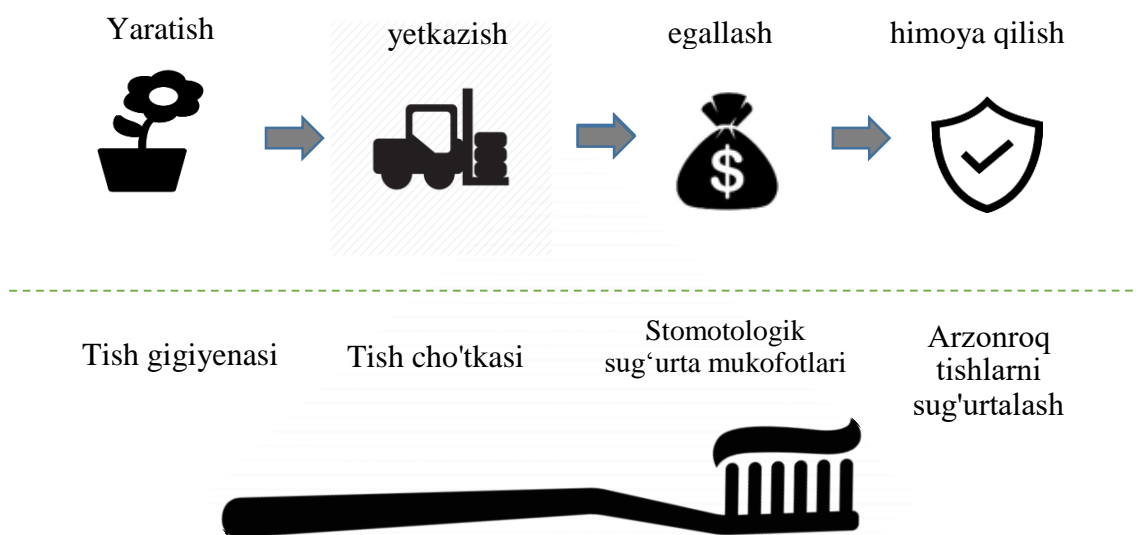 Yaratish
yetkazish
egallash
himoya qilish
$
Tish gigiyenasi
Tish cho'tkasi
Stomotologik
sug‘urta mukofotlari
Arzonroq
tishlarni
sug'urtalash